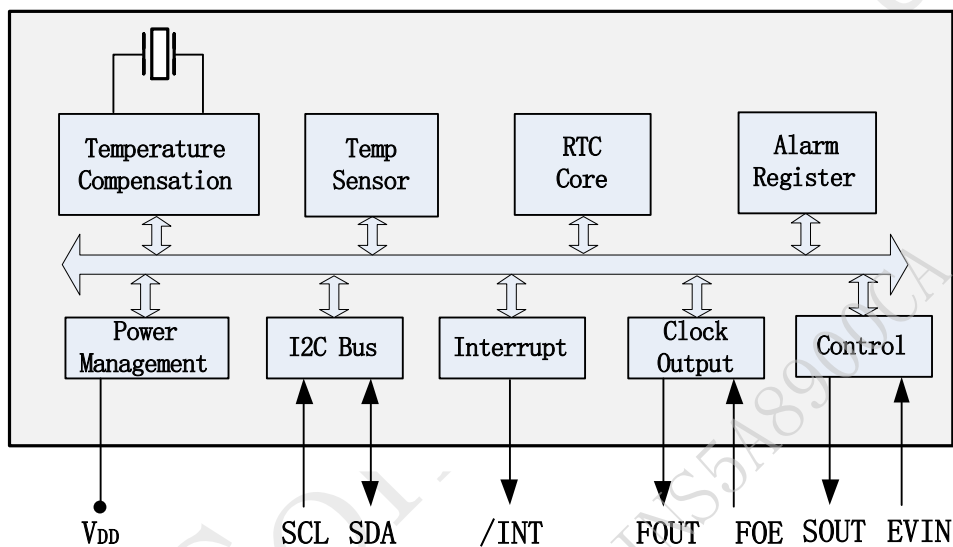 Temperature
Compensation
Temp
Sensor
RTC
Core
Alarm
Register
Power
Management
I2C Bus
Interrupt
Clock
Output
Control
VDD
SCL
SDA
/INT
FOUT
FOE
SOUT
EVIN
INS5A8900CA